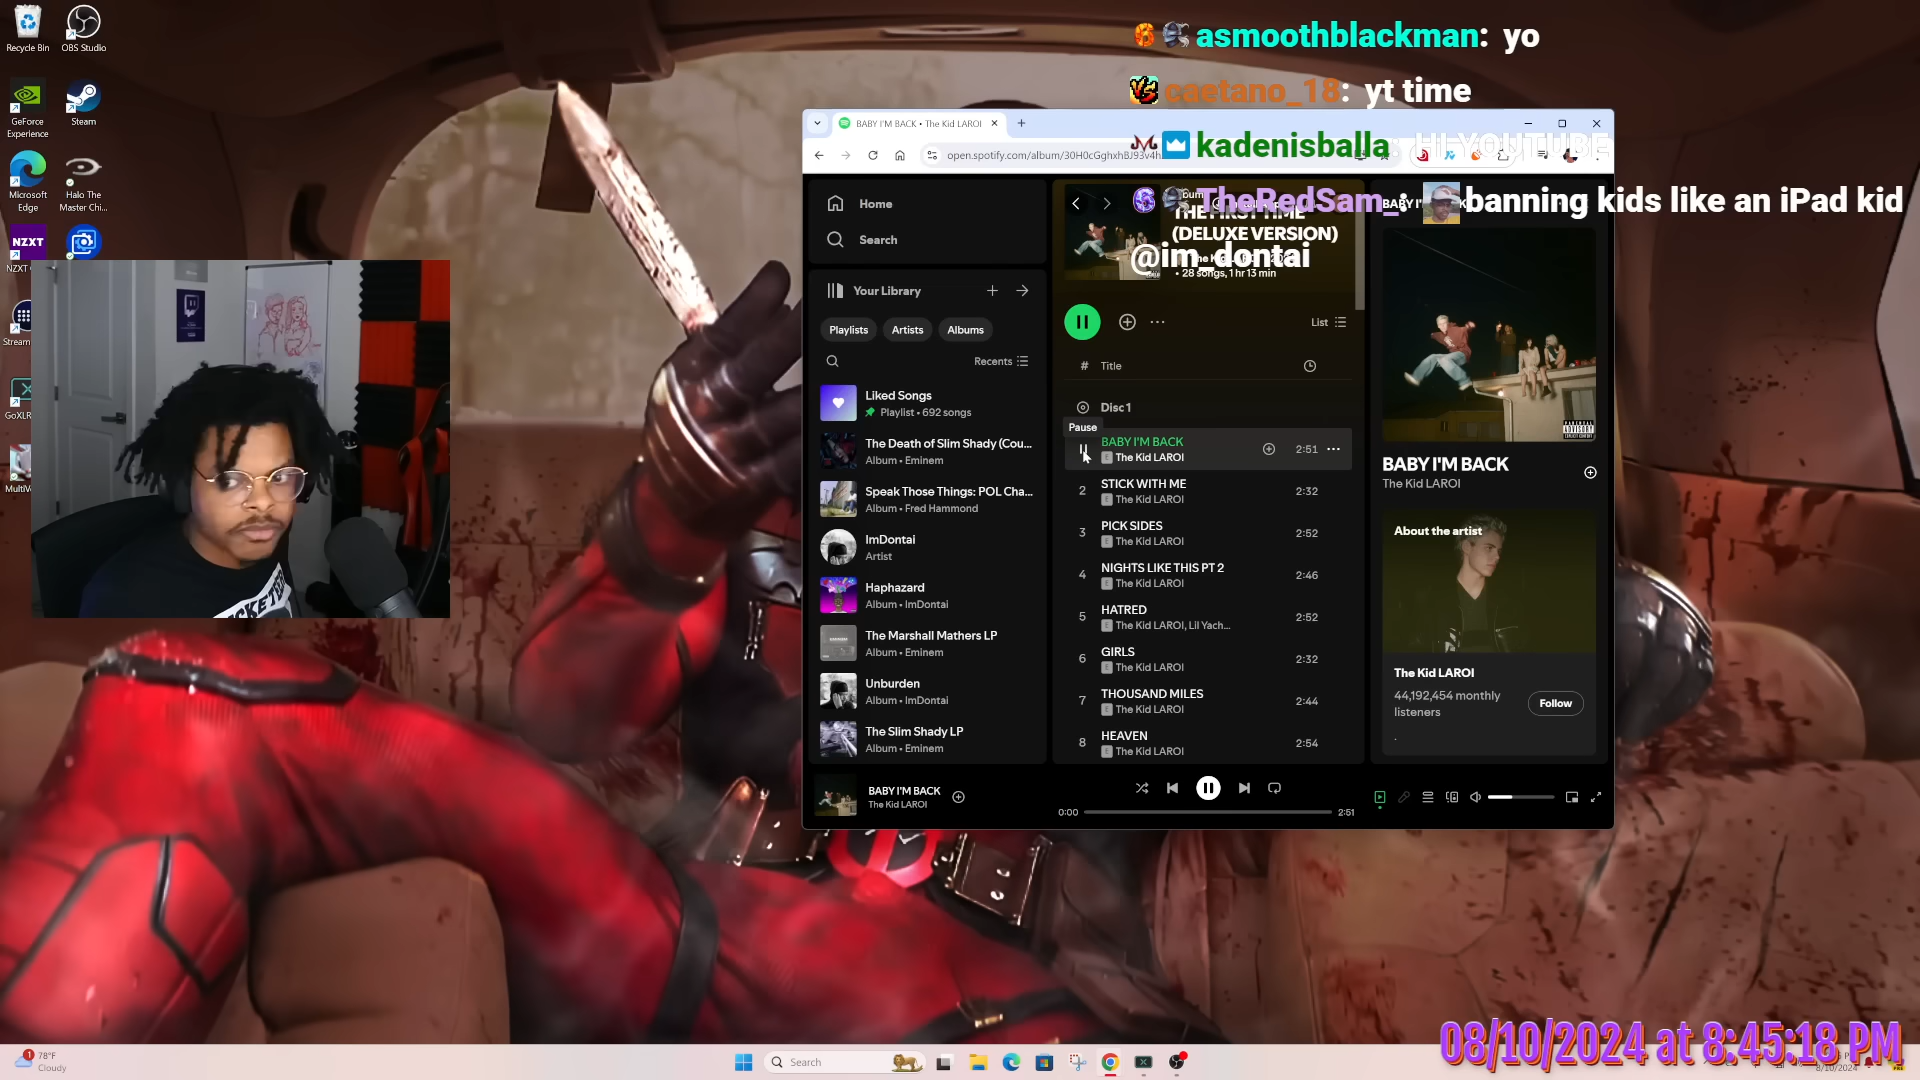 Recycle Bin
OBS Studio
GeForce
Experience
Steam
Microsoft
Edge
Halo The
Master Chi...
NZXT
asmoothblackman: yo
caetano_18: yt time
kadenisballa: HI YOUTUBE
TheRedSam_: banning kids like an iPad kid
@im_dontai
BABY I'M BACK • The Kid LAROI
Home
Search
Your Library
Playlists
Artists
Albums
Recents
Liked Songs
Playlist • 692 songs
The Death of Slim Shady (Cou...
Album • Eminem
Speak Those Things: POL Cha...
Album • Fred Hammond
ImDontai
Artist
Haphazard
Album • ImDontai
The Marshall Mathers LP
Album • Eminem
Unburden
Album • ImDontai
The Slim Shady LP
Album • Eminem
THE FIRST TIME
(DELUXE VERSION)
• 28 songs, 1 hr 13 min
List
# Title
Disc 1
Pause
BABY I'M BACK
E The Kid LAROI
2:51
2 STICK WITH ME 2:32
E The Kid LAROI
3 PICK SIDES 2:52
E The Kid LAROI
4 NIGHTS LIKE THIS PT 2 2:46
E The Kid LAROI
5 HATRED 2:52
E The Kid LAROI, Lil Yach...
6 GIRLS 2:32
E The Kid LAROI
7 THOUSAND MILES 2:44
E The Kid LAROI
8 HEAVEN 2:54
E The Kid LAROI
PARENTAL
ADVISORY
BABY I'M BACK
The Kid LAROI
About the artist
The Kid LAROI
44,192,454 monthly
listeners
Follow
BABY I'M BACK
The Kid LAROI
0:00
2:51
1
78°F
Cloudy
Search
08/10/2024 at 8:45:18 PM